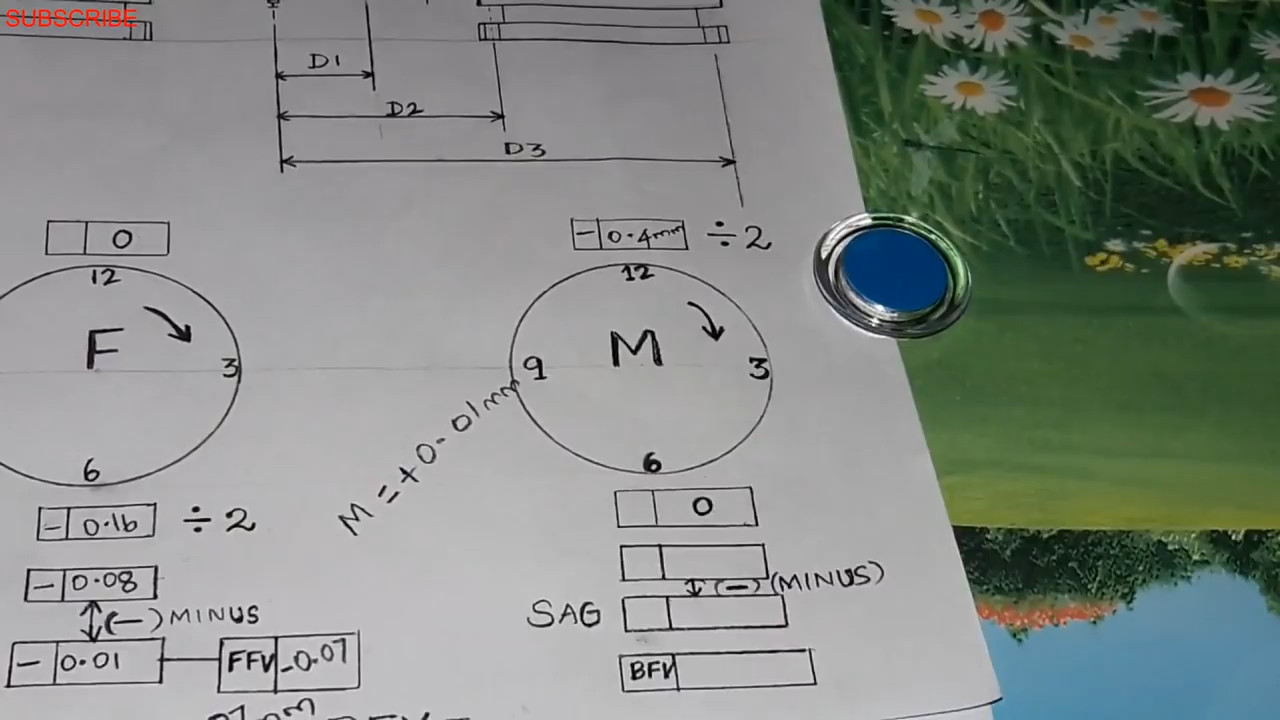 SUBSCRIBE
D1
D2
D3
0
- 0.4mm ÷2
12
F
3
6
12
M
9
3
6
M = +0.01mm
- 0.16 ÷2
- 0.08
(-) MINUS
- 0.01
FFV -0.07
0
(-) (MINUS)
SAG
BFV